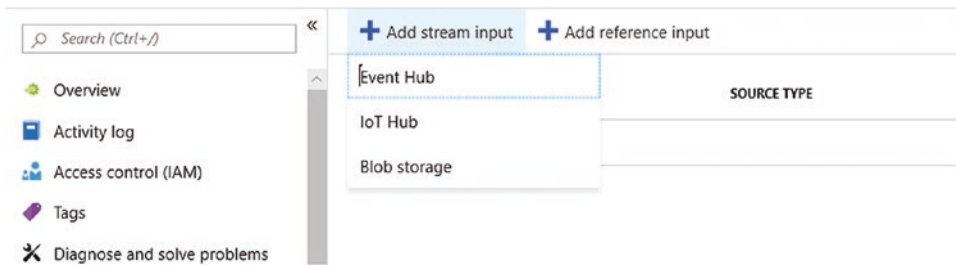 Search (Ctrl+/)
«
Overview
Activity log
Access control (IAM)
Tags
Diagnose and solve problems
Add stream input
Add reference input
Event Hub
IoT Hub
Blob storage
SOURCE TYPE